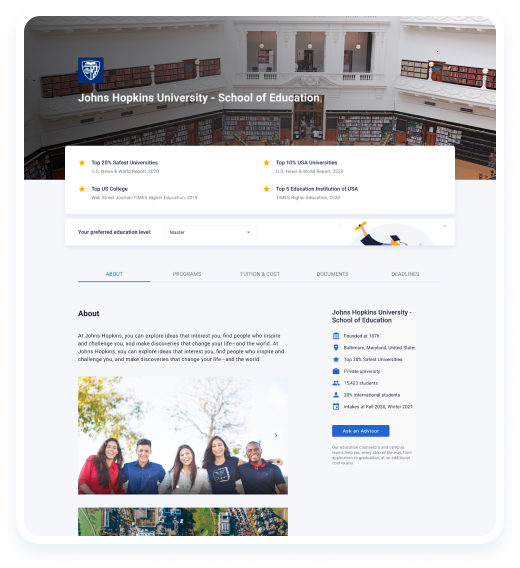 Johns Hopkins University - School of Education
Top 20% Safest Universities
U.S. News & World Report, 2020
Top 10% USA Universities
U.S. News & World Report, 2020
Top US College
Wall Street Journal/TIMES Higher Education, 2019
Top 5 Education Institution of USA
TIMES Higher Education, 2020
Your preferred education level:
Master
ABOUT
PROGRAMS
TUITION & COST
DOCUMENTS
DEADLINES
About
At Johns Hopkins, you can explore ideas that interest you, find people who inspire
and challenge you, and make discoveries that change your life—and the world. At
Johns Hopkins, you can explore ideas that interest you, find people who inspire and
challenge you, and make discoveries that change your life—and the world.
Johns Hopkins University -
School of Education
Founded at 1876
Baltimore, Maryland, United States
Top 20% Safest Universities
Private university
15,423 students
20% international students
Intakes at Fall 2020, Winter 2021
Ask an Advisor
Our education counselors and campus
teams help you every step of the way, from
application to graduation, at no additional
cost to you